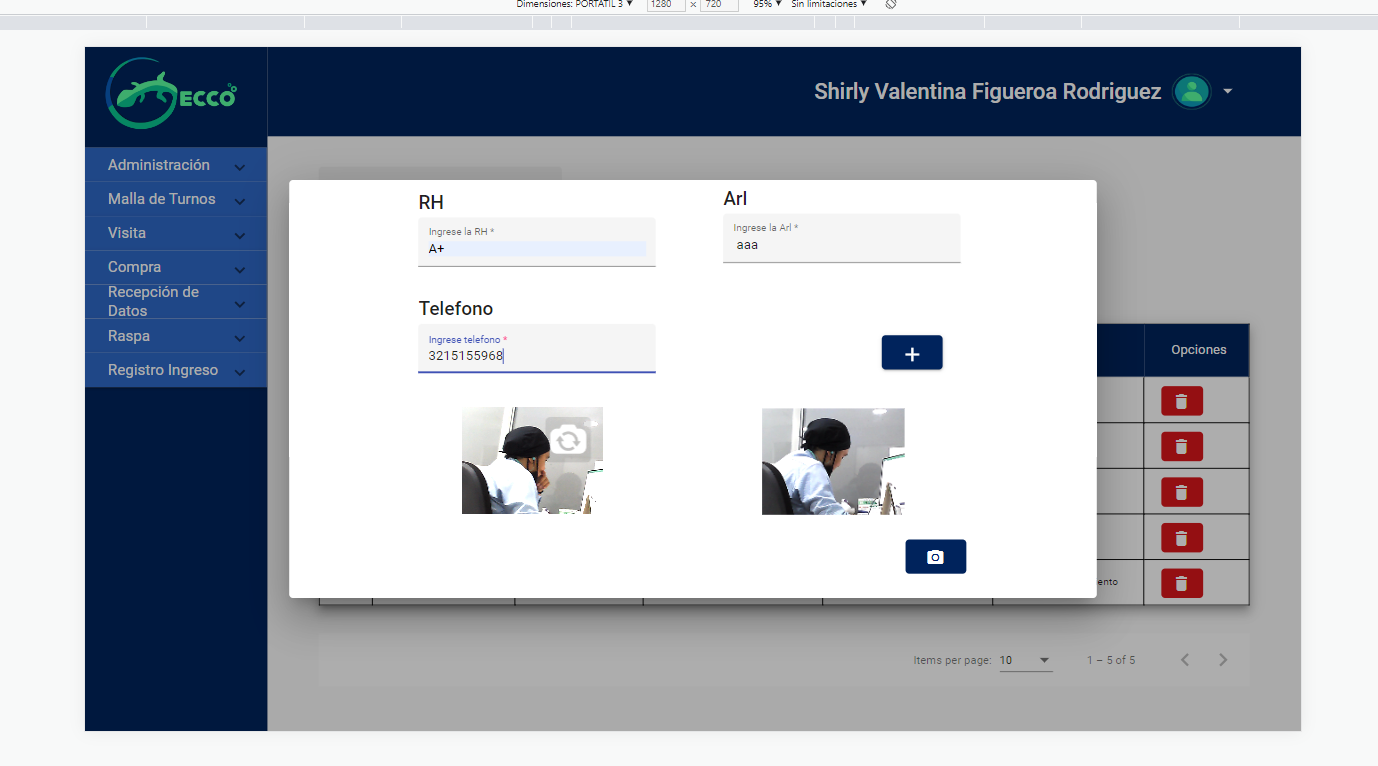 Dimensiones: PORTATIL 3 ▼ 1280 × 720 95% ▼ Sin limitaciones ▼
ECCO
Shirly Valentina Figueroa Rodriguez
Administración
Malla de Turnos
Visita
Compra
Recepción de
Datos
Raspa
Registro Ingreso
RH
Ingrese la RH *
A+
Arl
Ingrese la Arl *
aaa
Telefono
Ingrese telefono *
3215155968
+
Opciones
ento
Items per page: 10
1 – 5 of 5